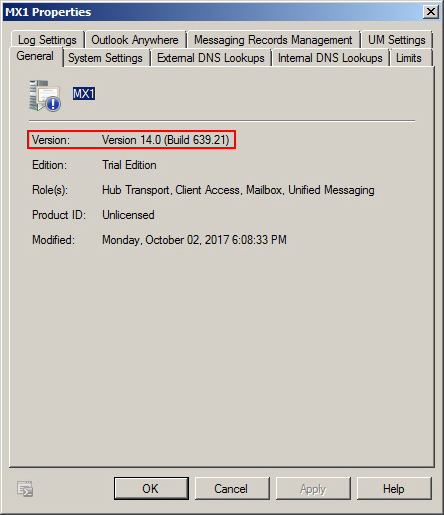 MX1 Properties
Log Settings Outlook Anywhere Messaging Records Management UM Settings
General System Settings External DNS Lookups Internal DNS Lookups Limits
MX1
Version: Version 14.0 (Build 639.21)
Edition: Trial Edition
Role(s): Hub Transport, Client Access, Mailbox, Unified Messaging
Product ID: Unlicensed
Modified: Monday, October 02, 2017 6:08:33 PM
OK Cancel Apply Help